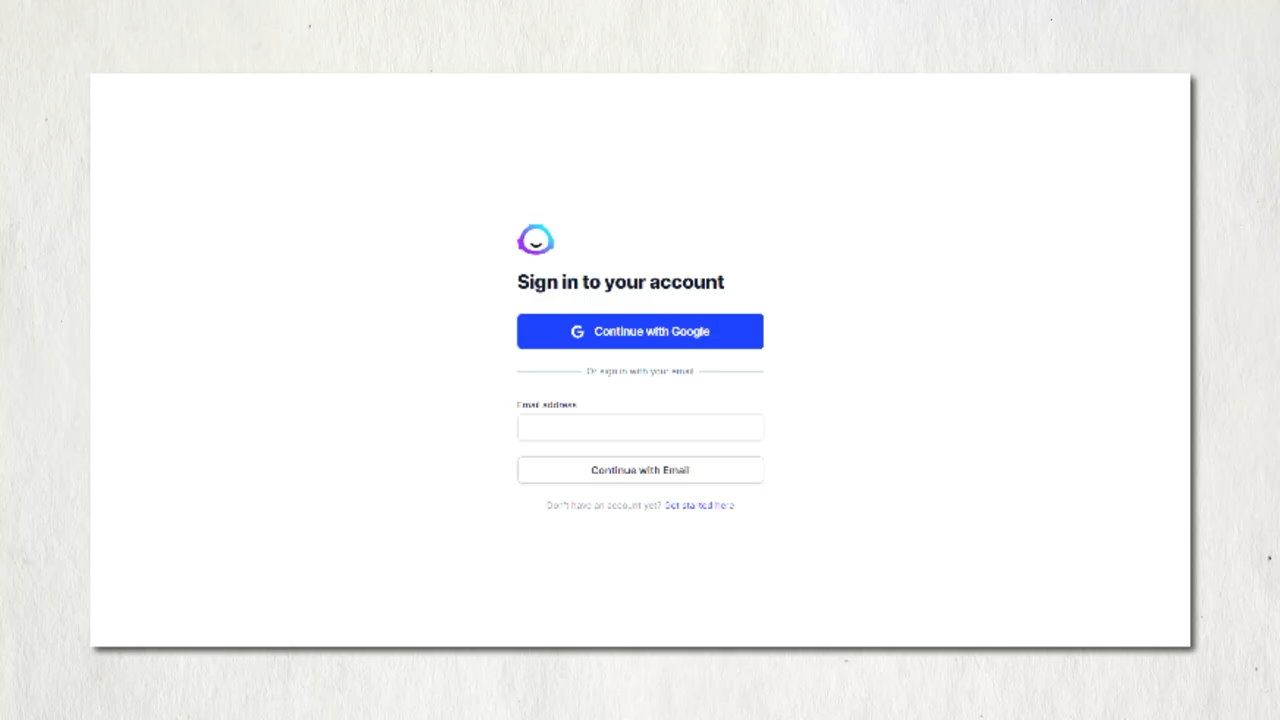 Sign in to your account
Continue with Google
Or sign in with your email
Email address
Continue with Email
Don't have an account yet? Get started here